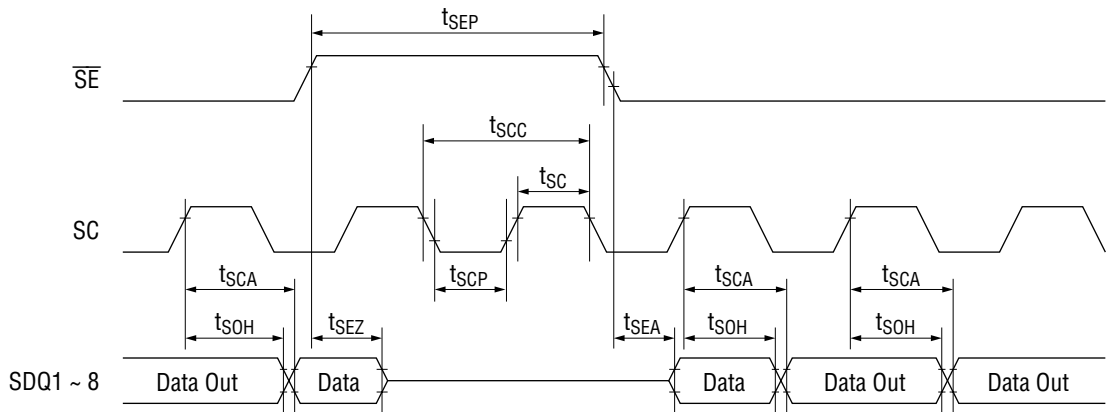 tSEP
SE
tSCC
tSC
SC
tSCP
tSCA tSCA tSCA
tSOH tSEZ tSEA tSOH tSOH
SDQ1 ~ 8 Data Out Data Data Data Out Data Out